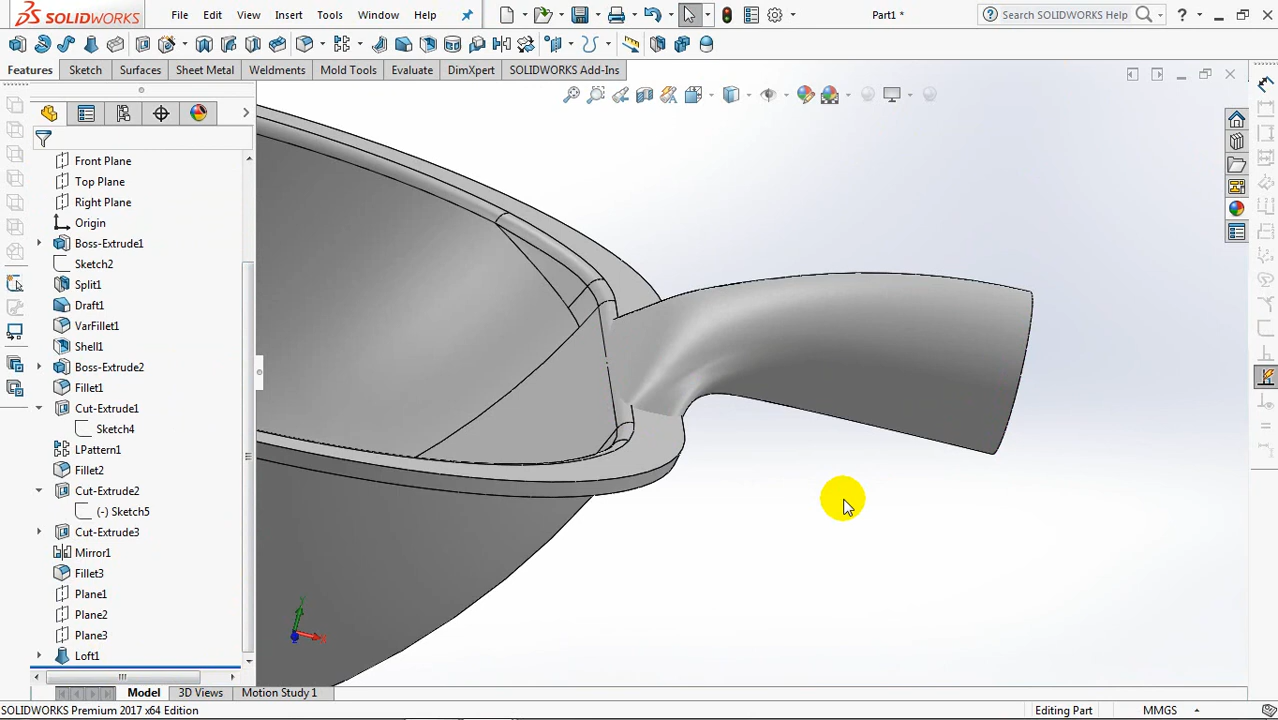 SOLIDWORKS File Edit View Insert Tools Window Help Part1 * Search SOLIDWORKS Help ?
Features Sketch Surfaces Sheet Metal Weldments Mold Tools Evaluate DimXpert SOLIDWORKS Add-Ins
Front Plane
Top Plane
Right Plane
Origin
Boss-Extrude1
Sketch2
Split1
Draft1
VarFillet1
Shell1
Boss-Extrude2
Fillet1
Cut-Extrude1
Sketch4
LPattern1
Fillet2
Cut-Extrude2
(-) Sketch5
Cut-Extrude3
Mirror1
Fillet3
Plane1
Plane2
Plane3
Loft1
Model 3D Views Motion Study 1
SOLIDWORKS Premium 2017 x64 Edition Editing Part MMGS